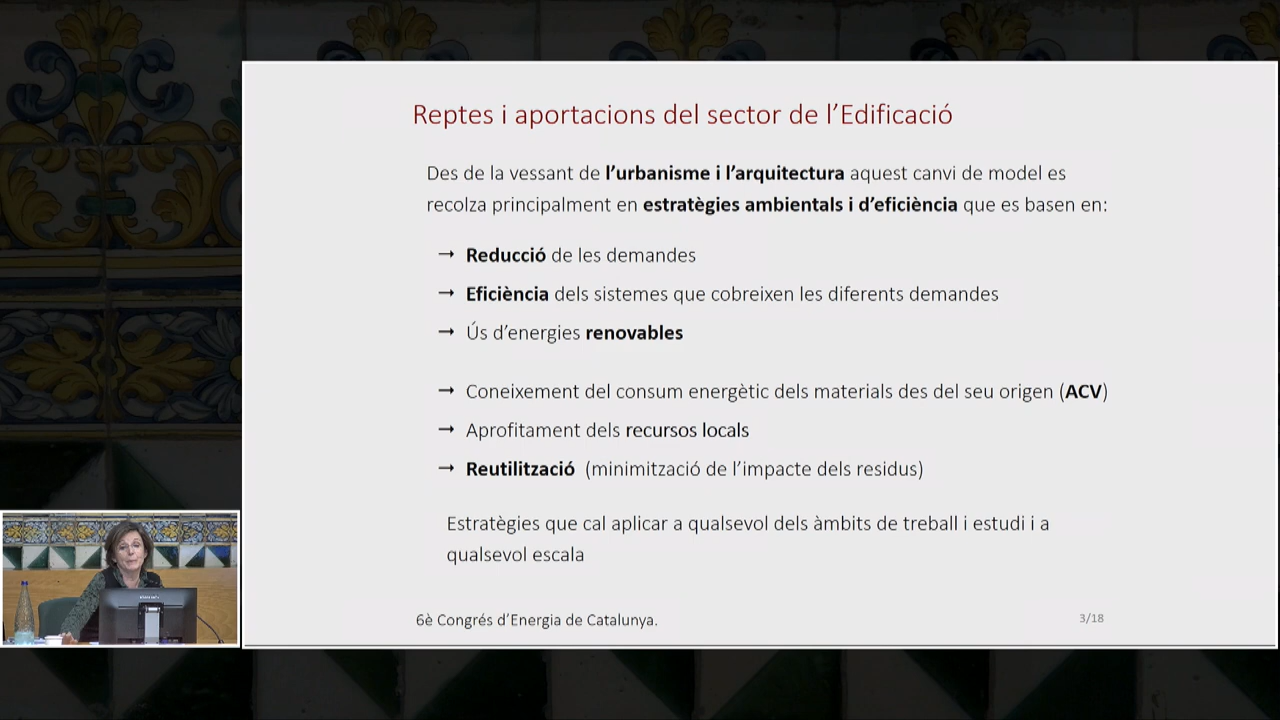 Reptes i aportacions del sector de l’Edificació
Des de la vessant de l’urbanisme i l’arquitectura aquest canvi de model es
recolza principalment en estratègies ambientals i d’eficiència que es basen en:
→ Reducció de les demandes
→ Eficiència dels sistemes que cobreixen les diferents demandes
→ Ús d’energies renovables
→ Coneixement del consum energètic dels materials des del seu origen (ACV)
→ Aprofitament dels recursos locals
→ Reutilització (minimització de l’impacte dels residus)
Estratègies que cal aplicar a qualsevol dels àmbits de treball i estudi i a
qualsevol escala
6è Congrés d’Energia de Catalunya.
3/18